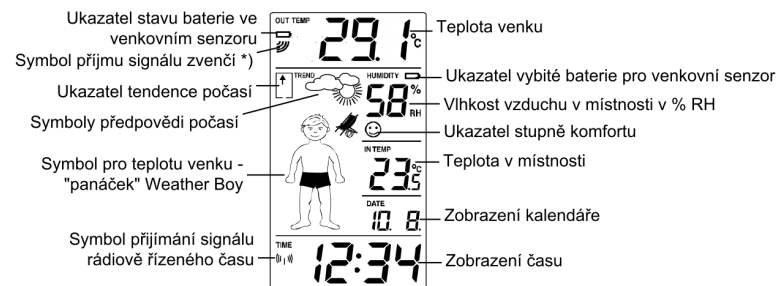 Ukazatel stavu baterie ve
venkovním senzoru
Symbol příjmu signálu zvenčí *)
Ukazatel tendence počasí
Symboly předpovědi počasí
Symbol pro teplotu venku -
"panáček" Weather Boy
Symbol přijímání signálu
rádiově řízeného času
OUT TEMP
29.1°C
TREND
HUMIDITY
58%
RH
IN TEMP
23.5°C
DATE
10. 8.
TIME
12:34
Teplota venku
Ukazatel vybité baterie pro venkovní senzor
Vlhkost vzduchu v místnosti v % RH
Ukazatel stupně komfortu
Teplota v místnosti
Zobrazení kalendáře
Zobrazení času